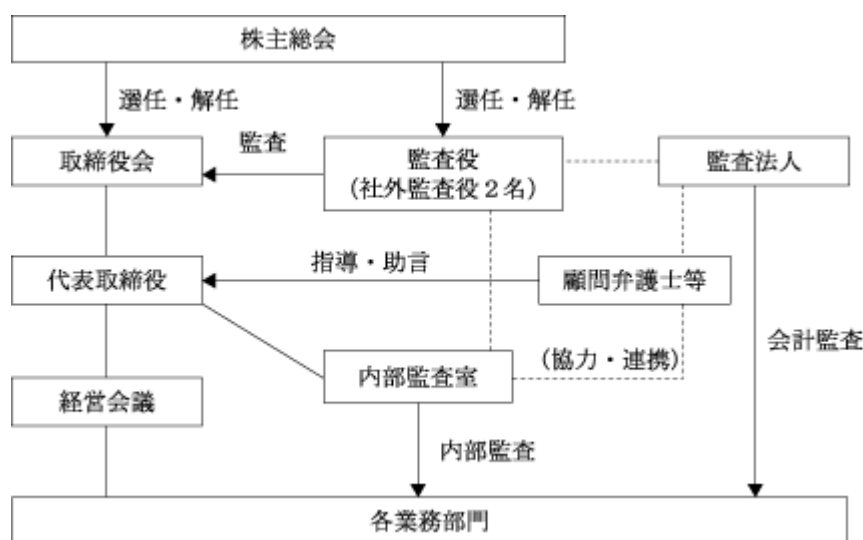 株主総会
選任・解任
選任・解任
取締役会
監査
監査役
(社外監査役2名)
監査法人
代表取締役
指導・助言
顧問弁護士等
会計監査
経営会議
内部監査室
(協力・連携)
内部監査
各業務部門